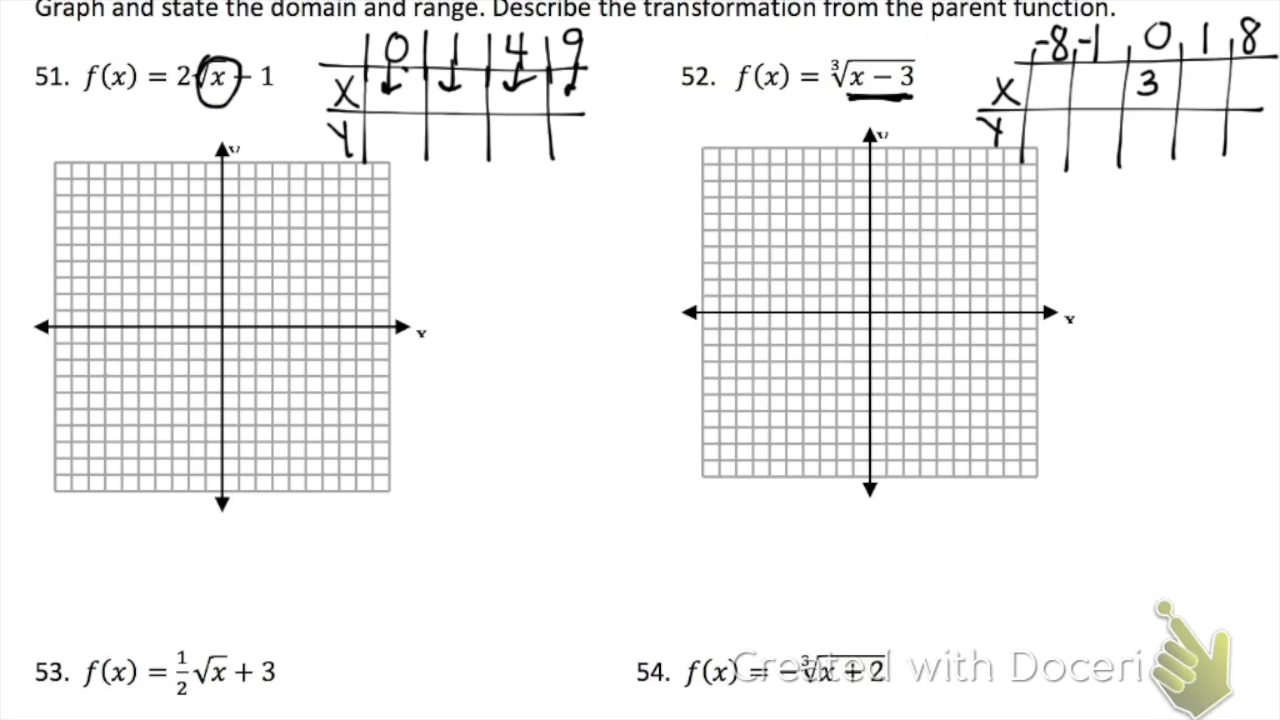 Graph and state the domain and range. Describe the transformation from the parent function.
51. f(x) = 2√x − 1
0 1 4 9
X
Y
52. f(x) = ∛(x − 3)
-8 -1 0 1 8
X 3
Y
y
x
y
x
53. f(x) = 1/2 √x + 3
54. f(x) = −∛(x + 2)
Created with Doceri